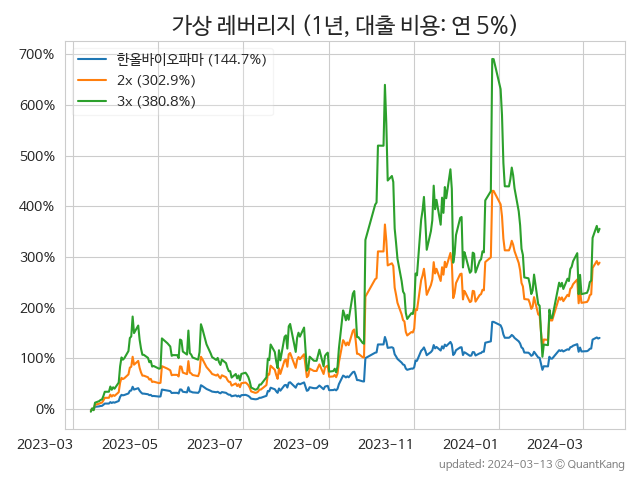 가상 레버리지 (1년, 대출 비용: 연 5%)
한올바이오파마 (144.7%)
2x (302.9%)
3x (380.8%)
700%
600%
500%
400%
300%
200%
100%
0%
2023-03 2023-05 2023-07 2023-09 2023-11 2024-01 2024-03
updated: 2024-03-13 ⓒ QuantKang